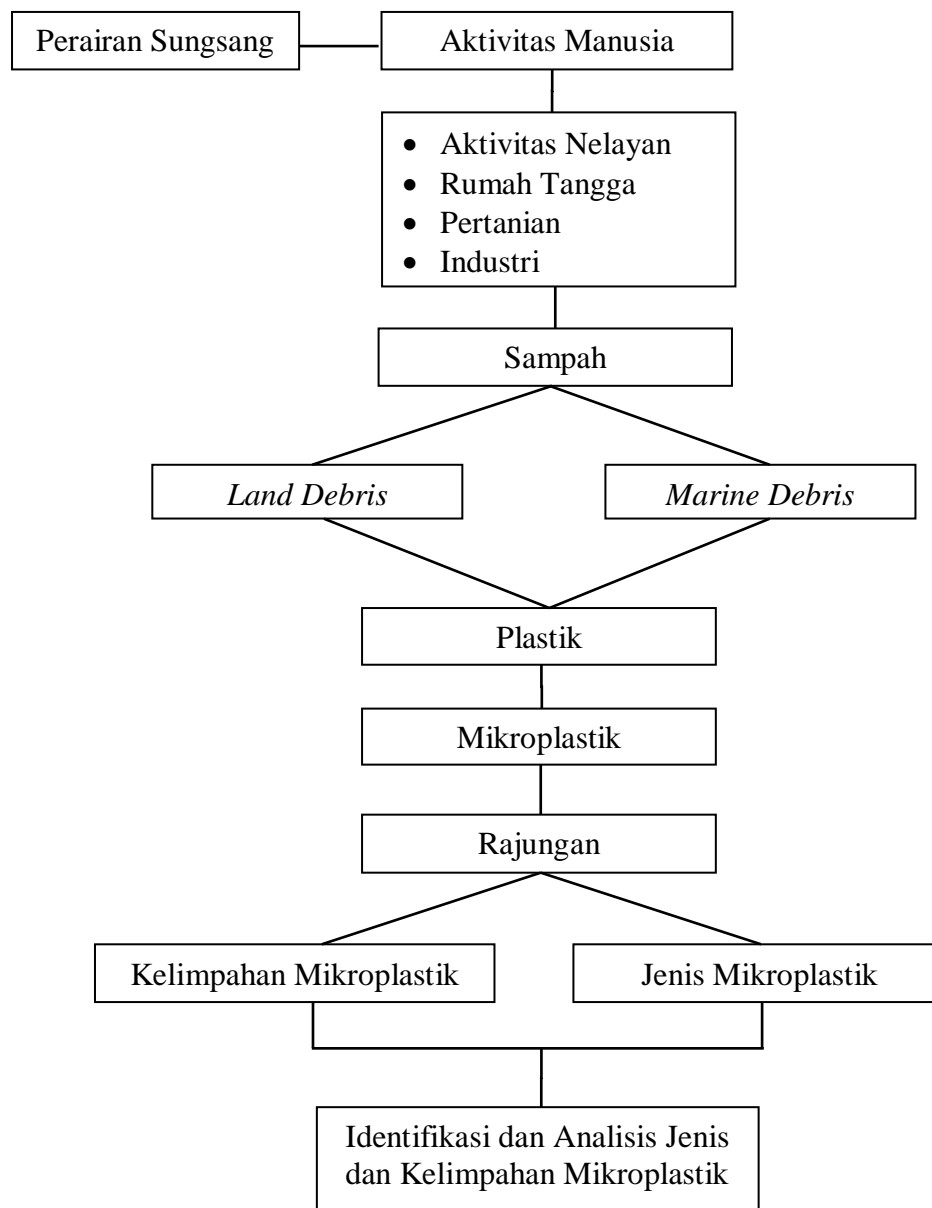 Perairan Sungsang
Aktivitas Manusia
• Aktivitas Nelayan
• Rumah Tangga
• Pertanian
• Industri
Sampah
Land Debris
Marine Debris
Plastik
Mikroplastik
Rajungan
Kelimpahan Mikroplastik
Jenis Mikroplastik
Identifikasi dan Analisis Jenis
dan Kelimpahan Mikroplastik